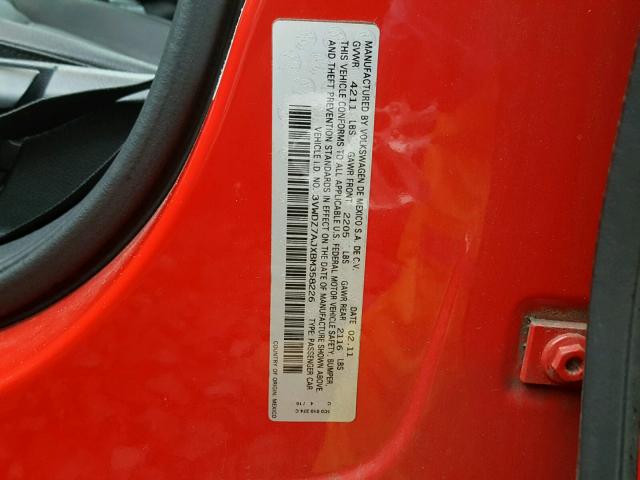 MANUFACTURED BY VOLKSWAGEN DE MEXICO S.A. DE C.V. DATE 02.11
GVWR 4211 LBS GAWR FRONT 2205 LBS GAWR REAR 2116 LBS
THIS VEHICLE CONFORMS TO ALL APPLICABLE U.S. FEDERAL MOTOR VEHICLE SAFETY, BUMPER,
AND THEFT PREVENTION STANDARDS IN EFFECT ON THE DATE OF MANUFACTURE SHOWN ABOVE.
VEHICLE I.D. NO. 3VWDZ7AJXBM358226 TYPE: PASSENGER CAR
COUNTRY OF ORIGIN: MEXICO